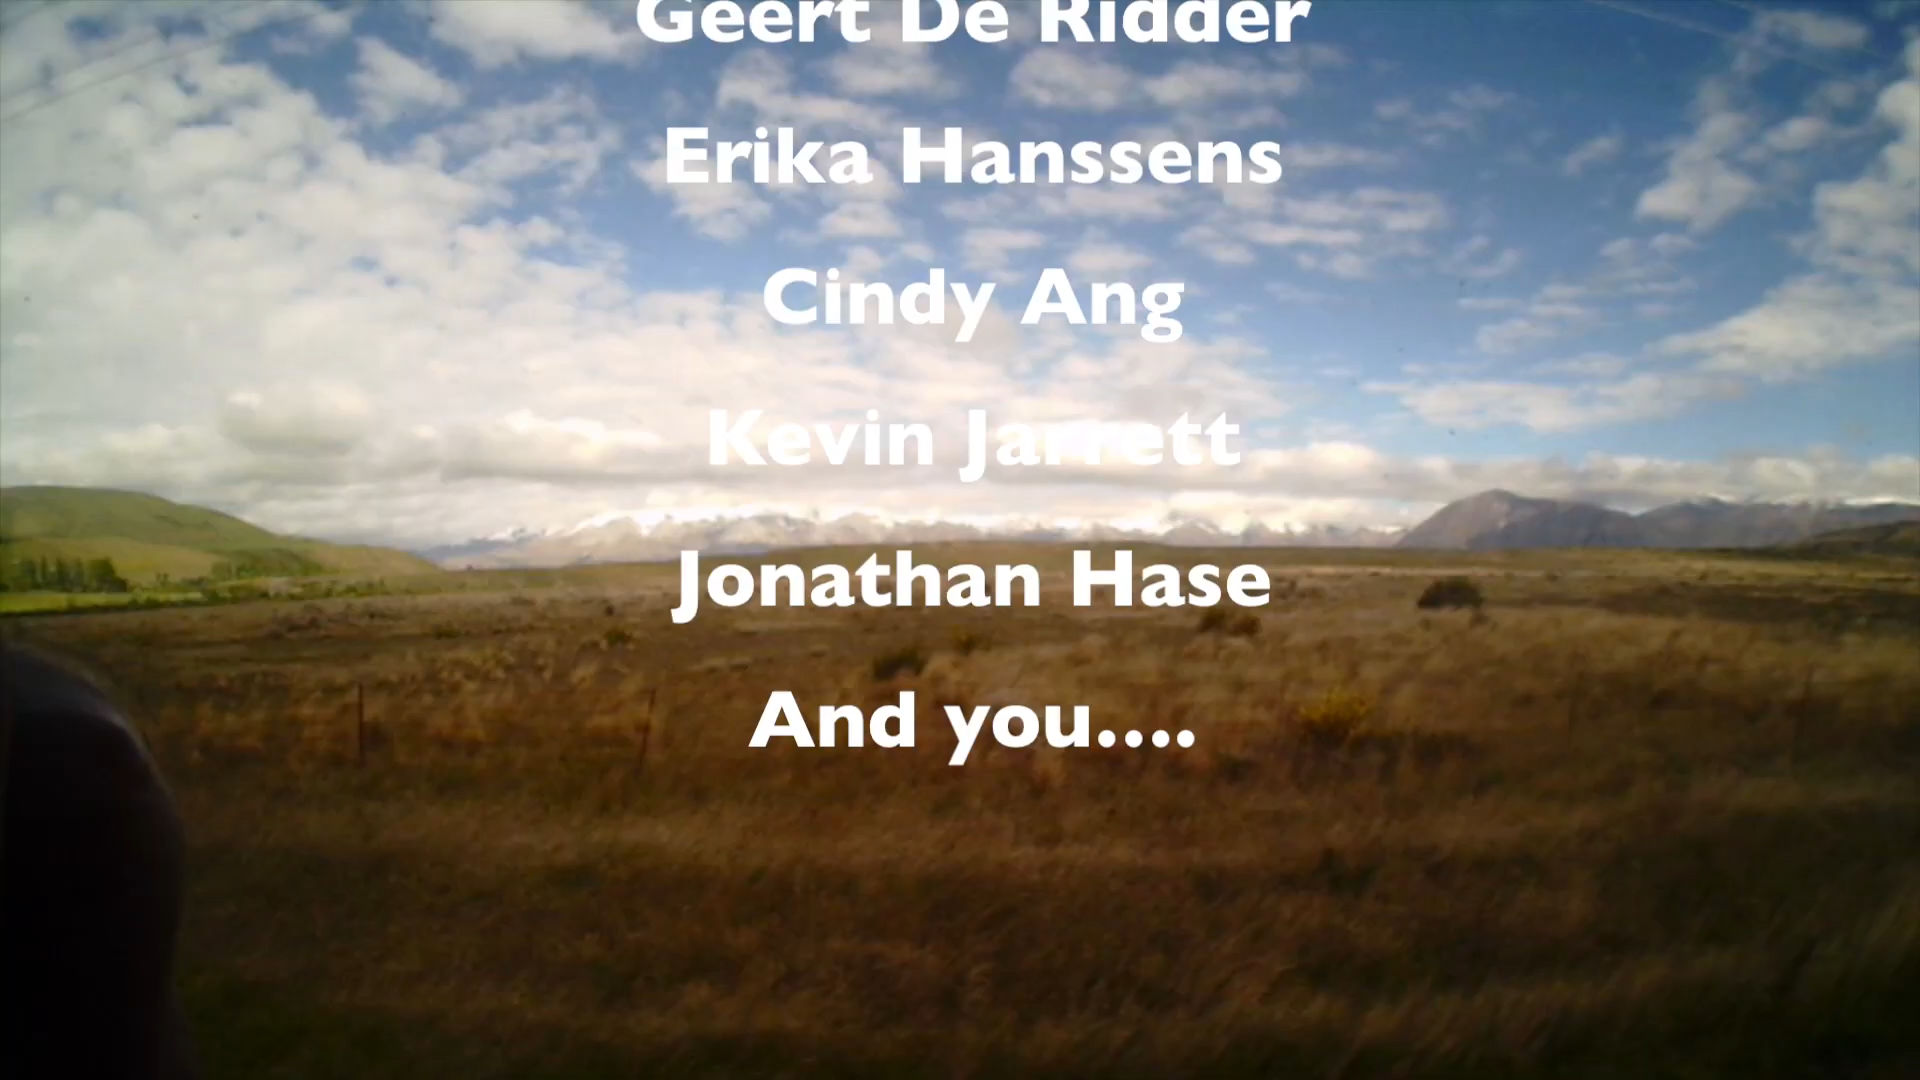 Geert De Ridder
Erika Hanssens
Cindy Ang
Kevin Jarrett
Jonathan Hase
And you....